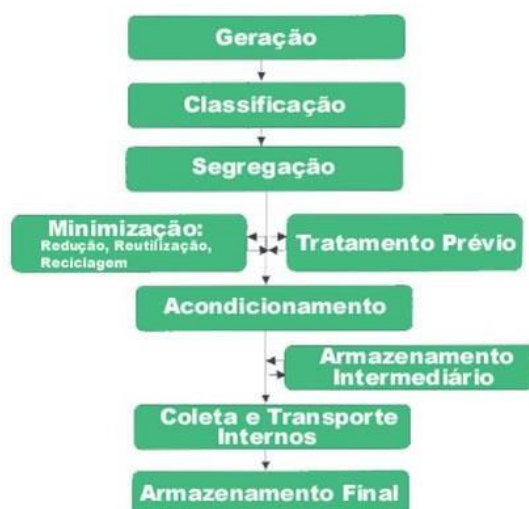 Geração
Classificação
Segregação
Minimização:
Redução, Reutilização,
Reciclagem
Tratamento Prévio
Acondicionamento
Armazenamento
Intermediário
Coleta e Transporte
Internos
Armazenamento Final